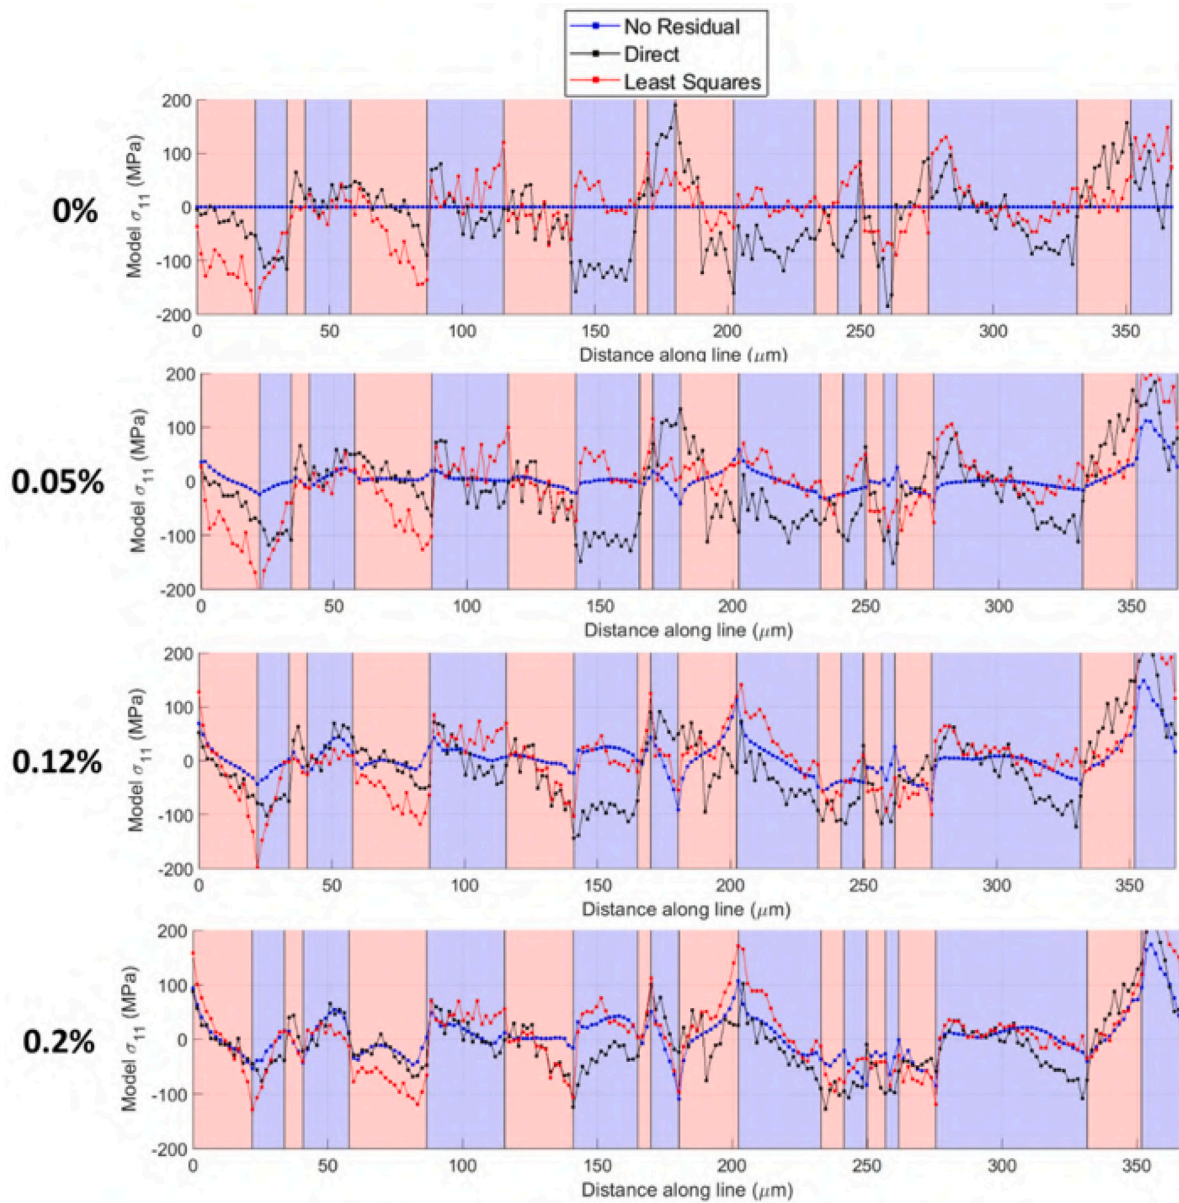 No Residual
Direct
Least Squares
0%
Model σ11 (MPa)
200
100
0
-100
-200
0 50 100 150 200 250 300 350
Distance along line (μm)
0.05%
Model σ11 (MPa)
200
100
0
-100
-200
0 50 100 150 200 250 300 350
Distance along line (μm)
0.12%
Model σ11 (MPa)
200
100
0
-100
-200
0 50 100 150 200 250 300 350
Distance along line (μm)
0.2%
Model σ11 (MPa)
200
100
0
-100
-200
0 50 100 150 200 250 300 350
Distance along line (μm)